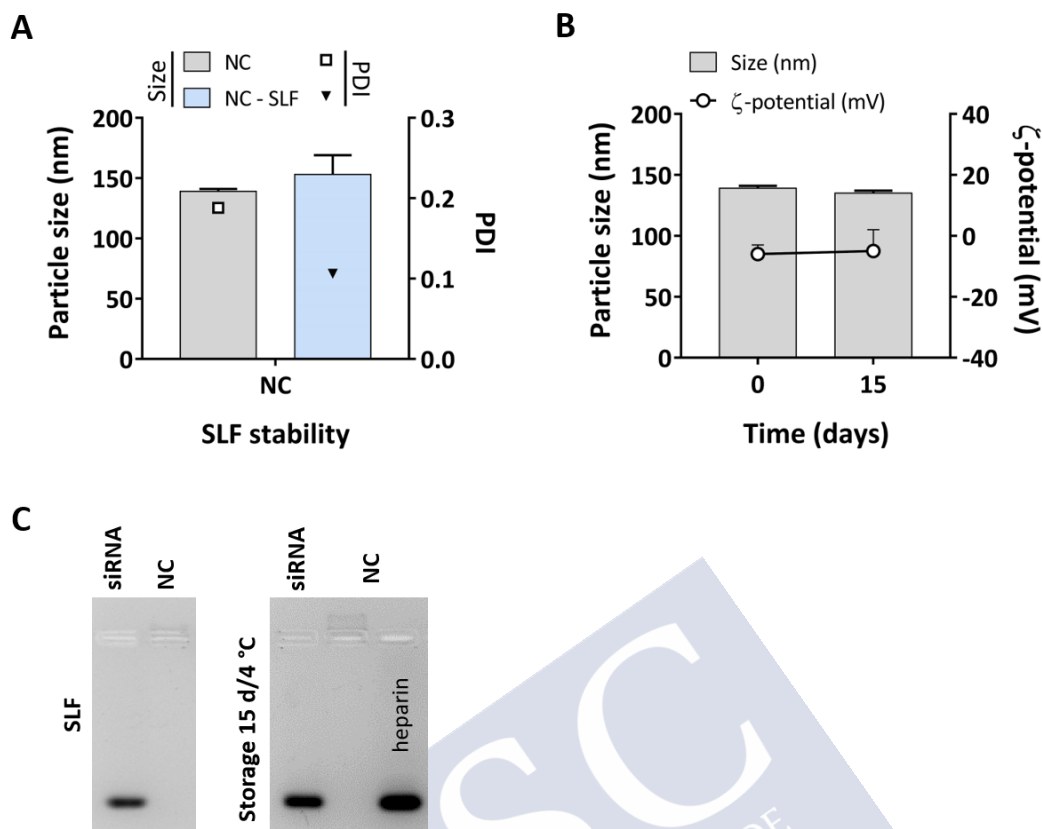 A
Size
NC
NC - SLF
PDI
Particle size (nm)
200
150
100
50
0
0.3
0.2
0.1
0.0
PDI
NC
SLF stability
B
Size (nm)
ζ-potential (mV)
Particle size (nm)
200
150
100
50
0
40
20
0
-20
-40
ζ-potential (mV)
0 15
Time (days)
C
siRNA
NC
SLF
siRNA
NC
Storage 15 d/4 °C
heparin
SC
DE